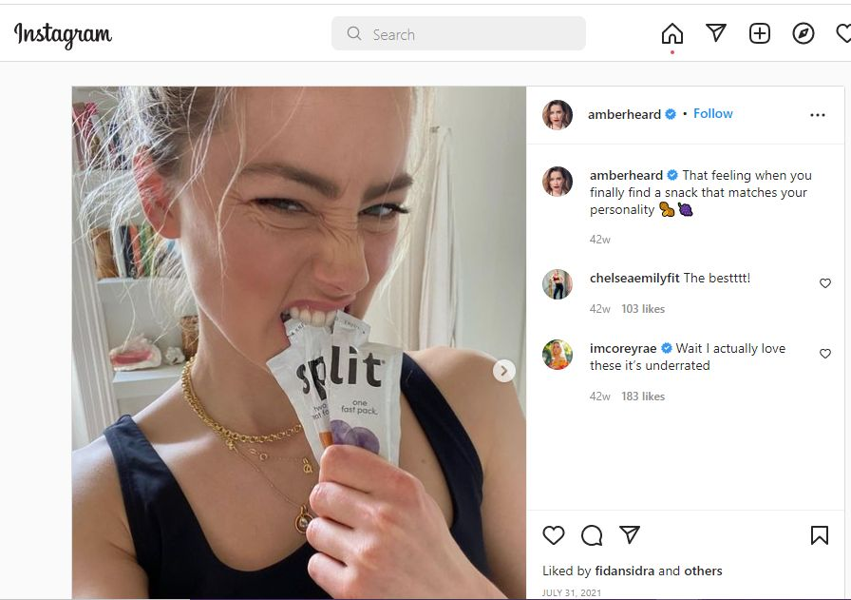 Instagram
Search
amberheard • Follow
amberheard That feeling when you
finally find a snack that matches your
personality 🥜🍇
42w
chelseaemilyfit The bestttt!
42w 103 likes
imcoreyrae Wait I actually love
these it’s underrated
42w 183 likes
split
one
fast pack.
Liked by fidansidra and others
JULY 31, 2021